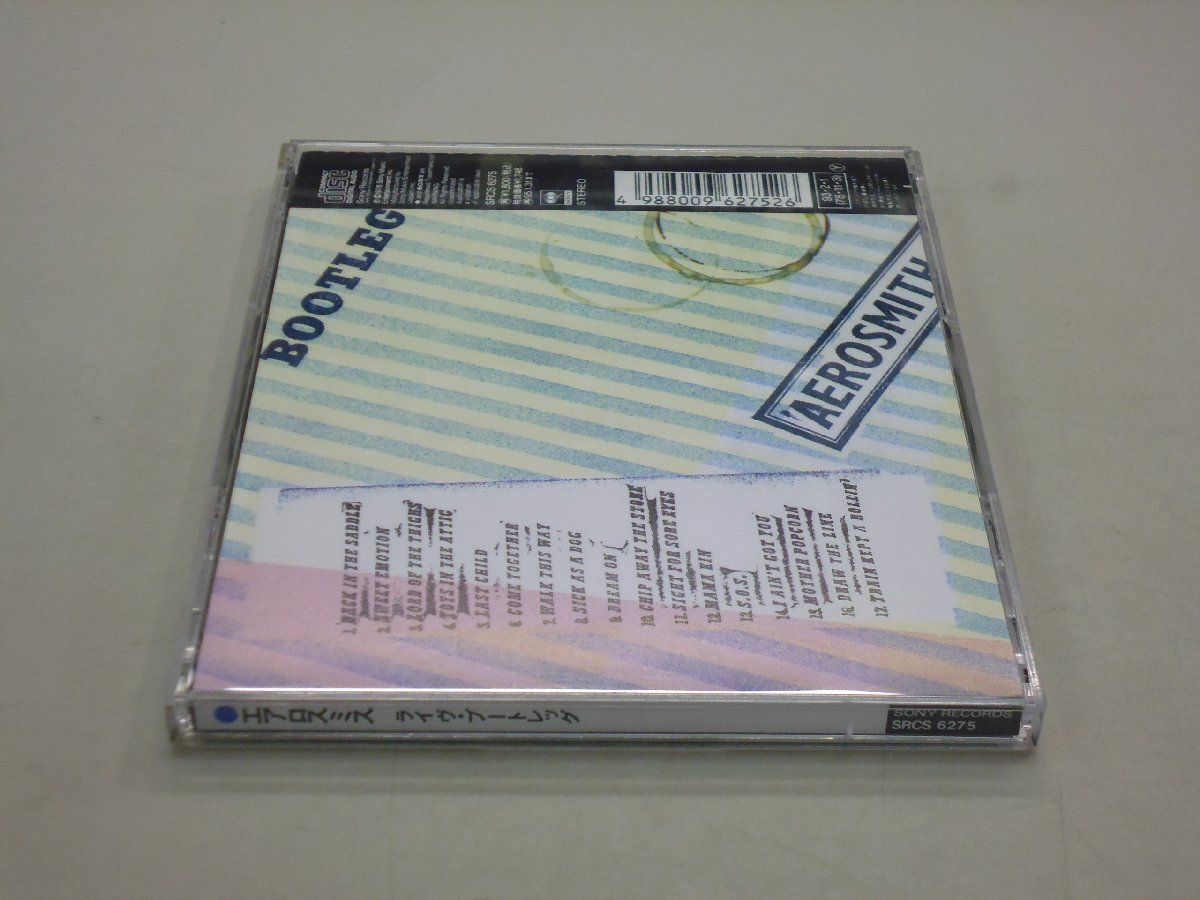 BOOTLEG
'AEROSMITH
1. BACK IN THE SADDLE
2. SWEET EMOTION
3. LORD OF THE THIGHS
4. TOYS IN THE ATTIC
5. LAST CHILD
6. COME TOGETHER
7. WALK THIS WAY
8. SICK AS A DOG
9. DREAM ON
10. CHIP AWAY THE STONE
11. SIGHT FOR SORE EYES
12. MAMA KIN
13. S.O.S.
14. I AIN'T GOT YOU
15. MOTHER POPCORN
16. DRAW THE LINE
17. TRAIN KEPT A ROLLIN'
COMPACT
disc
DIGITAL AUDIO
SRCS 6275
STEREO
4 988009 627526
エアロスミス ライヴ・ブートレッグ
SONY RECORDS
SRCS 6275